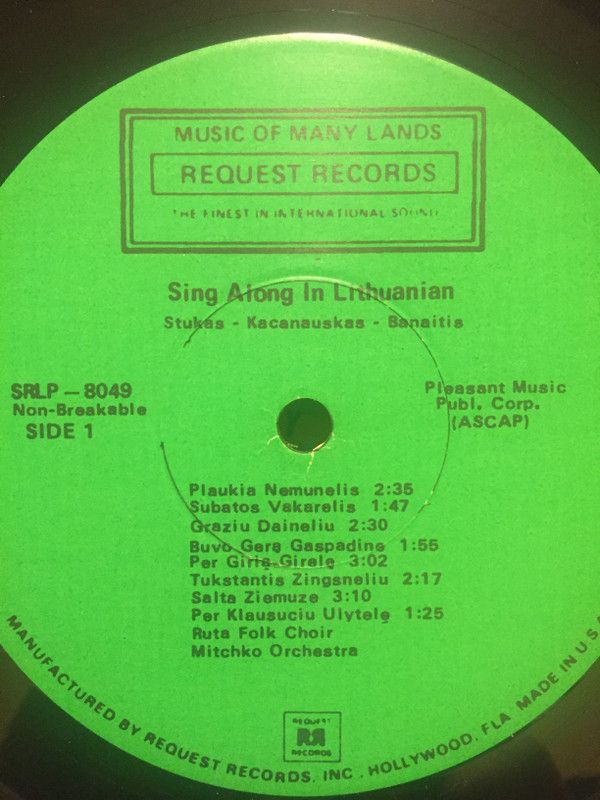 MUSIC OF MANY LANDS
REQUEST RECORDS
THE FINEST IN INTERNATIONAL SOUND
Sing Along In Lithuanian
Stukas - Kacanauskas - Banaitis
SRLP – 8049
Non-Breakable
SIDE 1
Pleasant Music
Publ. Corp.
(ASCAP)
Plaukia Nemunelis 2:35
Subatos Vakarelis 1:47
Graziu Daineliu 2:30
Buvo Gera Gaspadine 1:55
Per Giria Girelę 3:02
Tukstantis Zingsneliu 2:17
Salta Ziemuze 3:10
Per Klausuciu Ulytelę 1:25
Ruta Folk Choir
Mitchko Orchestra
REQUEST
RR
RECORDS
MANUFACTURED BY REQUEST RECORDS, INC. HOLLYWOOD, FLA. MADE IN U.S.A.